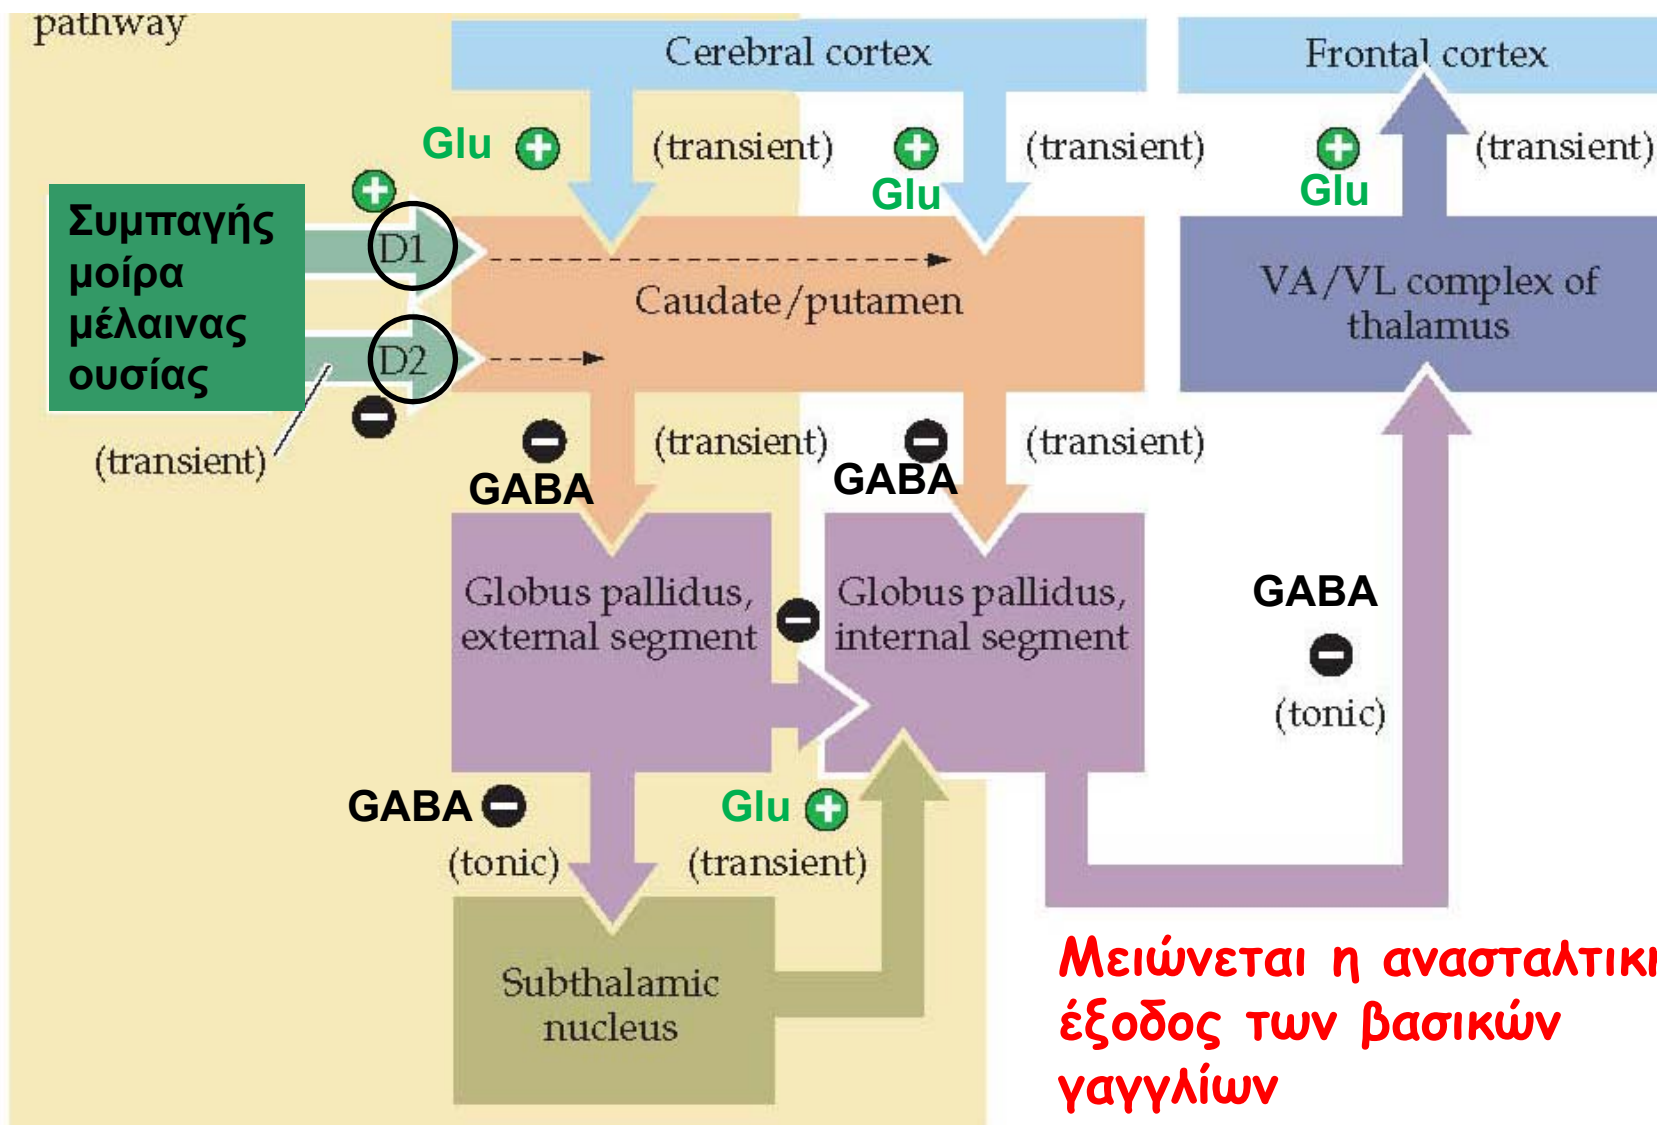 pathway
Cerebral cortex
Frontal cortex
Glu
(transient)
Glu
(transient)
Glu
(transient)
Συμπαγής
μοίρα
μέλαινας
ουσίας
D1
D2
(transient)
Caudate/putamen
VA/VL complex of
thalamus
GABA
(transient)
GABA
(transient)
Globus pallidus,
external segment
Globus pallidus,
internal segment
GABA
(tonic)
GABA
(tonic)
Glu
(transient)
Subthalamic
nucleus
Μειώνεται η ανασταλτική
έξοδος των βασικών
γαγγλίων